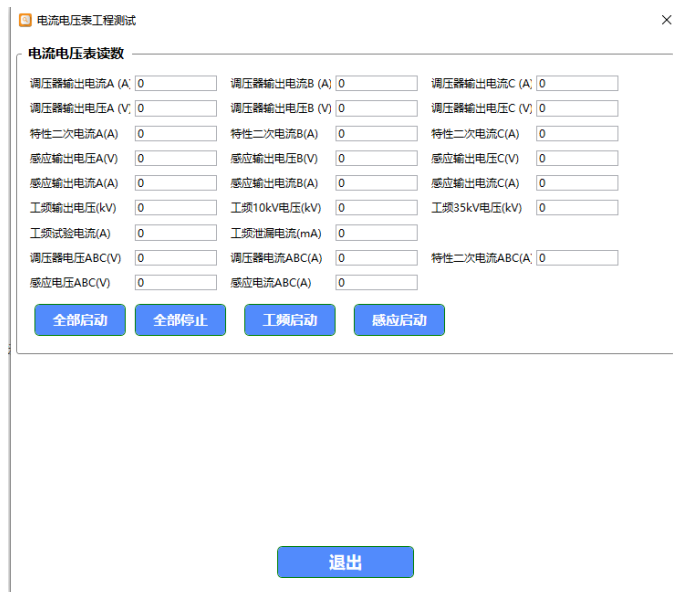 电流电压表工程测试
电流电压表读数
调压器输出电流A (A) 0 调压器输出电流B (A) 0 调压器输出电流C (A) 0
调压器输出电压A (V) 0 调压器输出电压B (V) 0 调压器输出电压C (V) 0
特性二次电流A(A) 0 特性二次电流B(A) 0 特性二次电流C(A) 0
感应输出电压A(V) 0 感应输出电压B(V) 0 感应输出电压C(V) 0
感应输出电流A(A) 0 感应输出电流B(A) 0 感应输出电流C(A) 0
工频输出电压(kV) 0 工频10kV电压(kV) 0 工频35kV电压(kV) 0
工频试验电流(A) 0 工频泄漏电流(mA) 0
调压器电压ABC(V) 0 调压器电流ABC(A) 0 特性二次电流ABC(A) 0
感应电压ABC(V) 0 感应电流ABC(A) 0
全部启动 全部停止 工频启动 感应启动
退出